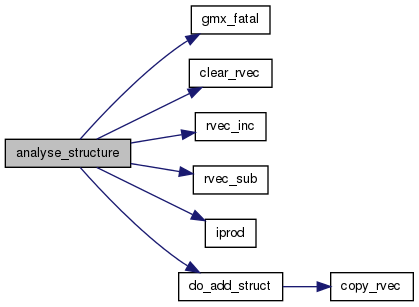 gmx_fatal
clear_rvec
rvec_inc
analyse_structure
rvec_sub
iprod
do_add_struct
copy_rvec